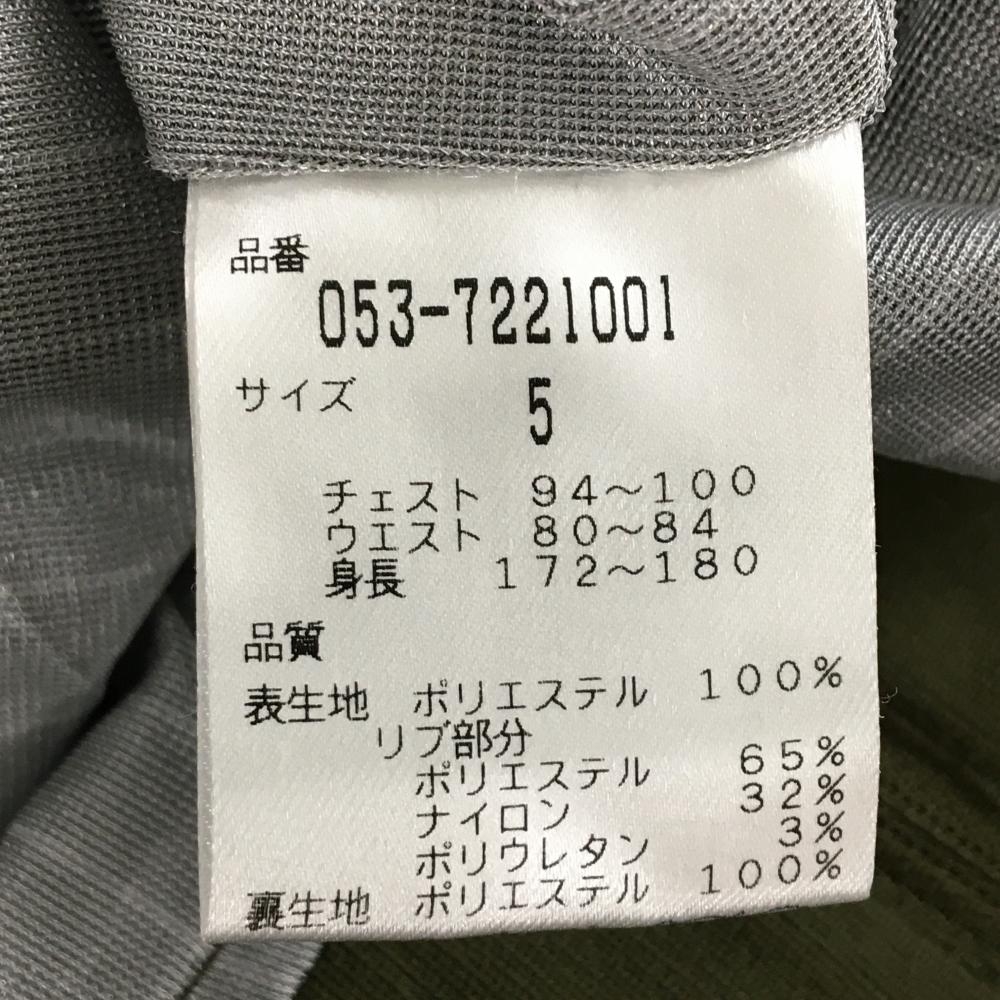 品番
053-7221001
サイズ 5
チェスト 94～100
ウエスト 80～84
身長 172～180
品質
表生地 ポリエステル 100%
リブ部分
ポリエステル 65%
ナイロン 32%
ポリウレタン 3%
裏生地 ポリエステル 100%